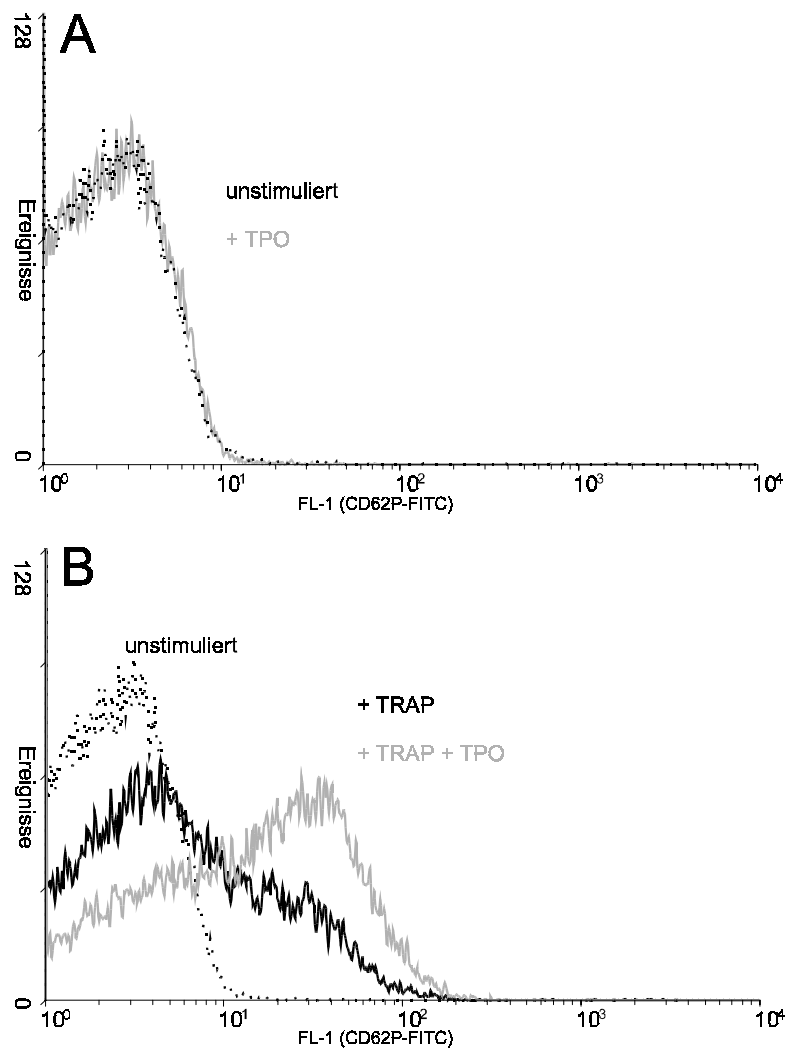 A
128
unstimuliert
+ TPO
Ereignisse
0
10⁰ 10¹ 10² 10³ 10⁴
FL-1 (CD62P-FITC)
B
128
unstimuliert
+ TRAP
+ TRAP + TPO
Ereignisse
0
10⁰ 10¹ 10² 10³ 10⁴
FL-1 (CD62P-FITC)